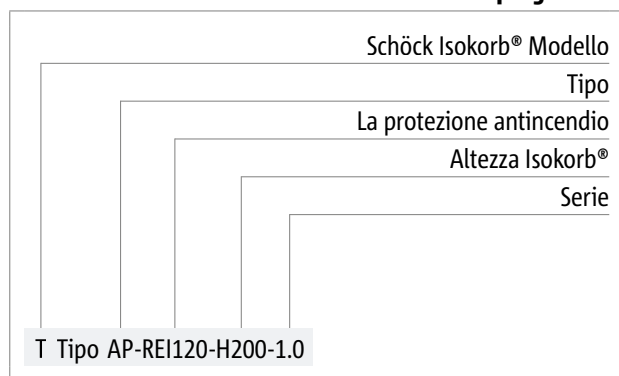 Schöck Isokorb® Modello
Tipo
La protezione antincendio
Altezza Isokorb®
Serie
T Tipo AP-REI120-H200-1.0